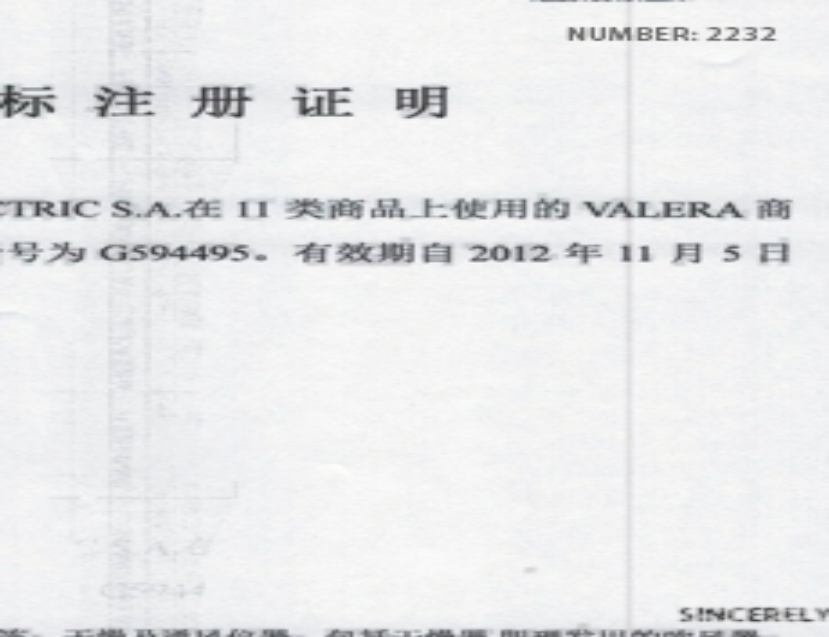 NUMBER: 2232
标 注 册 证 明
CTRIC S.A.在 11 类商品上使用的 VALERA 商
号为 G594495。有效期自 2012 年 11 月 5 日
SINCERELY